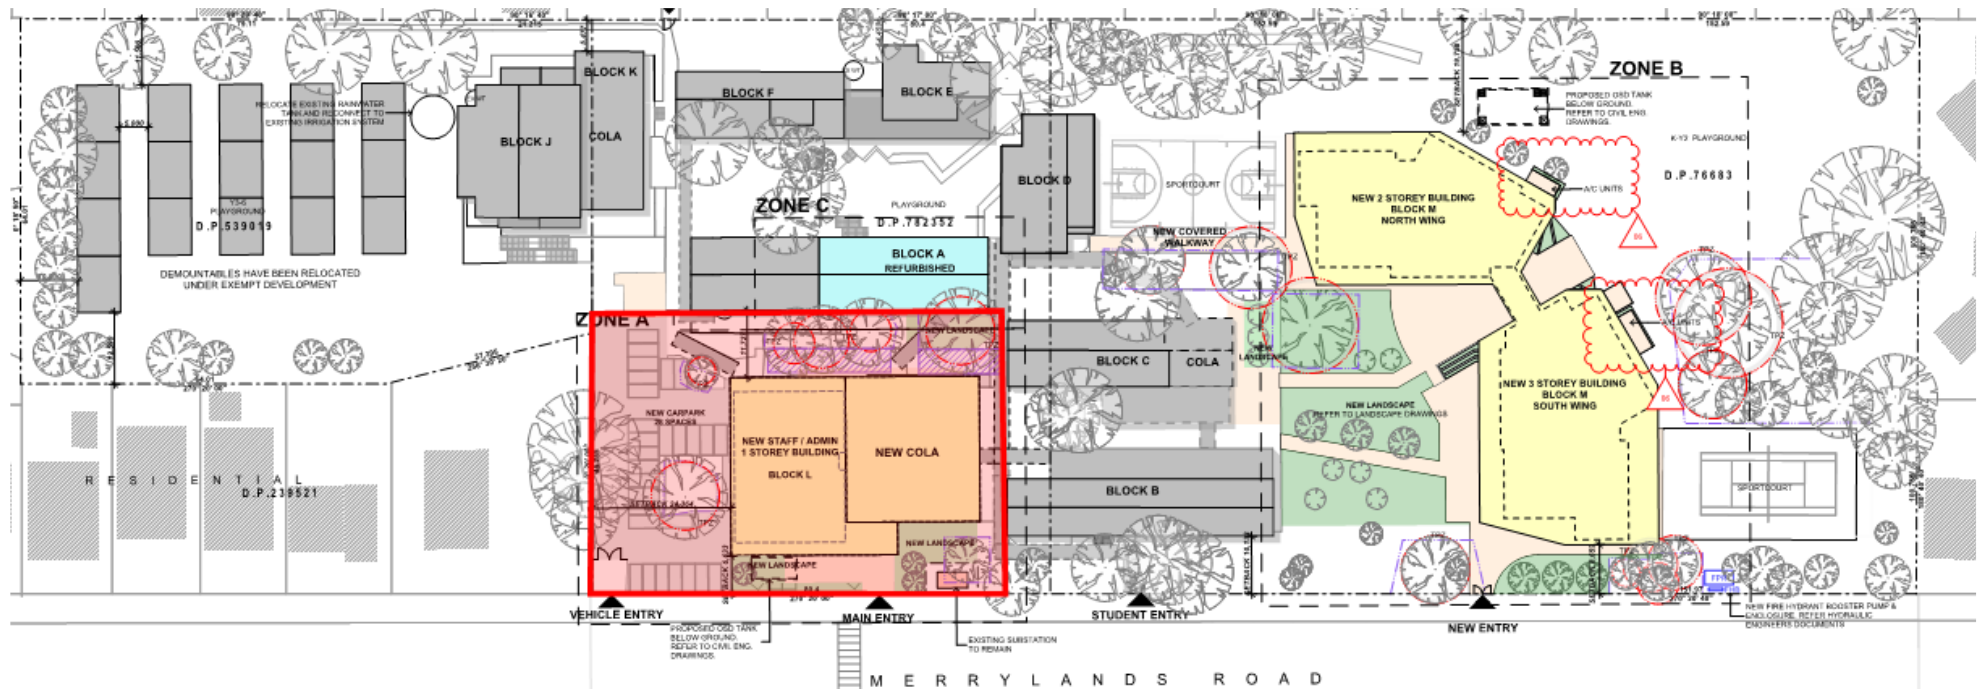 ZONE B
BLOCK K
BLOCK F
BLOCK E
RELOCATE EXISTING RAINWATER
TANK AND RECONNECT TO
EXISTING IRRIGATION SYSTEM
PROPOSED OSD TANK
BELOW GROUND.
REFER TO CIVIL ENG.
DRAWINGS.
BLOCK J
COLA
K-Y3 PLAYGROUND
D.P.76683
BLOCK D
SPORTCOURT
A/C UNITS
NEW 2 STOREY BUILDING
BLOCK M
NORTH WING
Y3-6
PLAYGROUND
D.P.539019
ZONE C
PLAYGROUND
D.P.782352
NEW COVERED
WALKWAY
BLOCK A
REFURBISHED
DEMOUNTABLES HAVE BEEN RELOCATED
UNDER EXEMPT DEVELOPMENT
ZONE A
NEW LANDSCAPE
A/C UNITS
BLOCK C
COLA
NEW
LANDSCAPE
NEW 3 STOREY BUILDING
BLOCK M
SOUTH WING
NEW CARPARK
NEW LANDSCAPE
REFER TO LANDSCAPE DRAWINGS
NEW STAFF / ADMIN
1 STOREY BUILDING
BLOCK L
NEW COLA
RESIDENTIAL
D.P.239521
BLOCK B
SPORTCOURT
NEW LANDSCAPE
NEW LANDSCAPE
VEHICLE ENTRY
MAIN ENTRY
STUDENT ENTRY
NEW ENTRY
NEW FIRE HYDRANT BOOSTER PUMP &
ENCLOSURE. REFER HYDRAULIC
ENGINEERS DOCUMENTS
PROPOSED OSD TANK
BELOW GROUND.
REFER TO CIVIL ENG.
DRAWINGS.
EXISTING SUBSTATION
TO REMAIN
MERRYLANDS ROAD